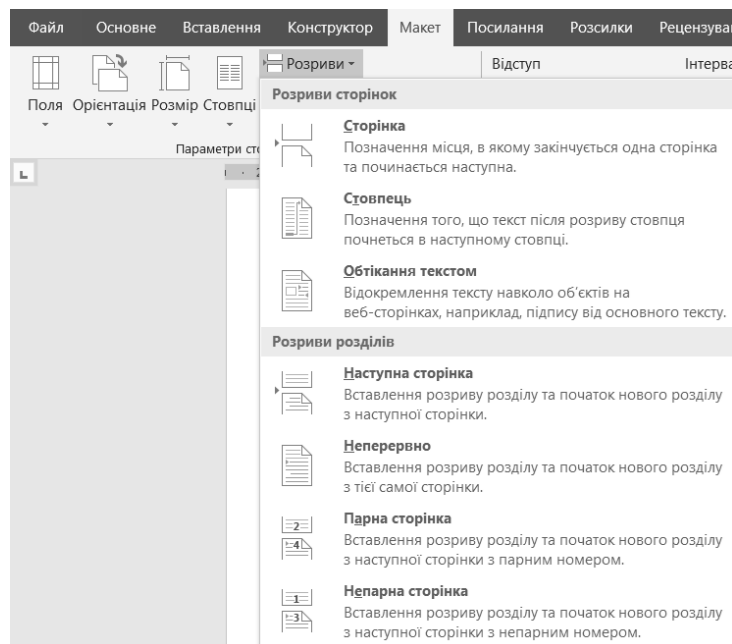 Файл Основне Вставлення Конструктор Макет Посилання Розсилки
Розриви Відступ
Поля Орієнтація Розмір Стовпці
Параметри
Розриви сторінок
Сторінка
Позначення місця, в якому закінчується одна сторінка
та починається наступна.
Стовпець
Позначення того, що текст після розриву стовпця
почнеться в наступному стовпці.
Обтікання текстом
Відокремлення тексту навколо об’єктів на
веб-сторінках, наприклад, підпису від основного тексту.
Розриви розділів
Наступна сторінка
Вставлення розриву розділу та початок нового розділу
з наступної сторінки.
Неперервно
Вставлення розриву розділу та початок нового розділу
з тієї самої сторінки.
Парна сторінка
Вставлення розриву розділу та початок нового розділу
з наступної сторінки з парним номером.
Непарна сторінка
Вставлення розриву розділу та початок нового розділу
з наступної сторінки з непарним номером.